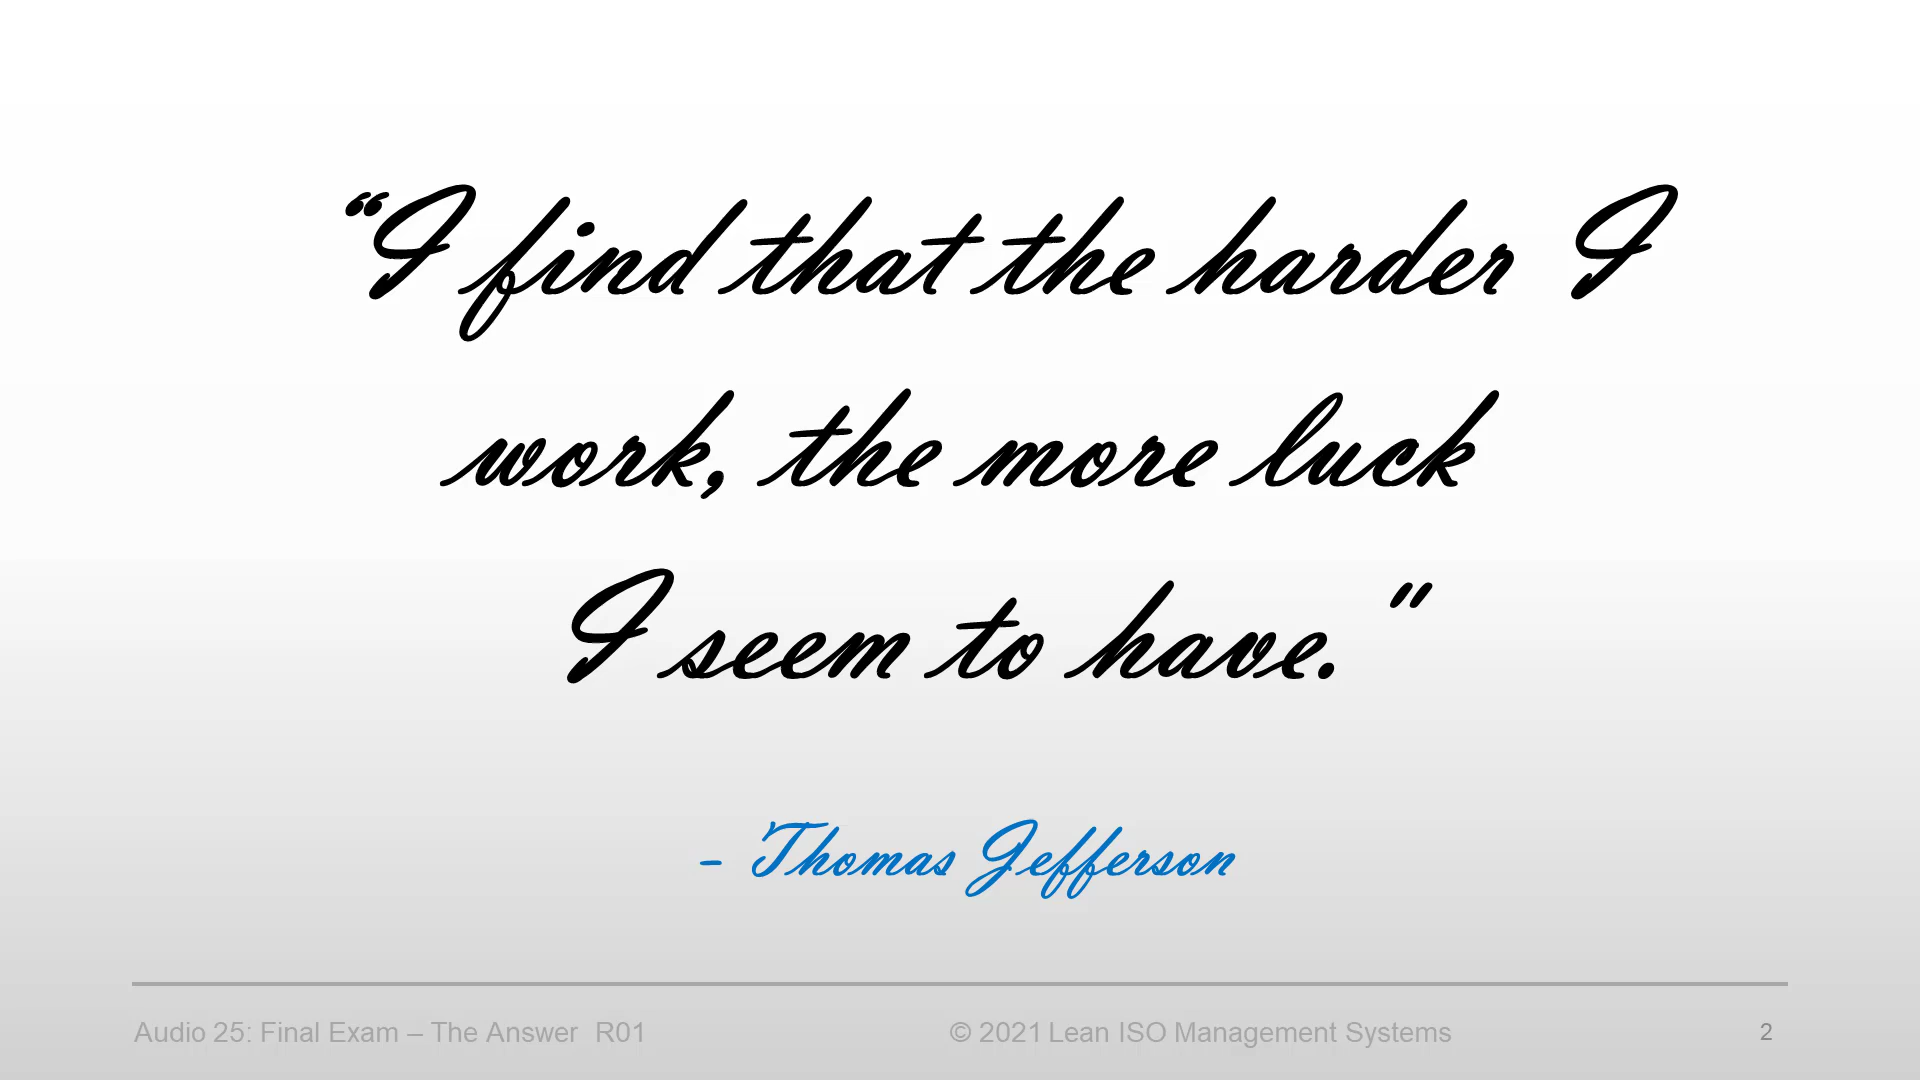 “I find that the harder I
work, the more luck
I seem to have.”
- Thomas Jefferson
Audio 25: Final Exam – The Answer R01
© 2021 Lean ISO Management Systems
2